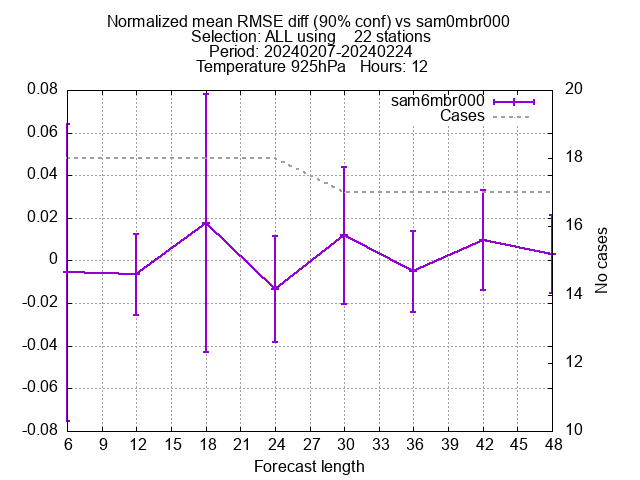 Normalized mean RMSE diff (90% conf) vs sam0mbr000
Selection: ALL using    22 stations
Period: 20240207-20240224
Temperature 925hPa   Hours: 12
sam6mbr000
Cases
0.08
0.06
0.04
0.02
0
-0.02
-0.04
-0.06
-0.08
20
18
16
14
12
10
No cases
6 9 12 15 18 21 24 27 30 33 36 39 42 45 48
Forecast length